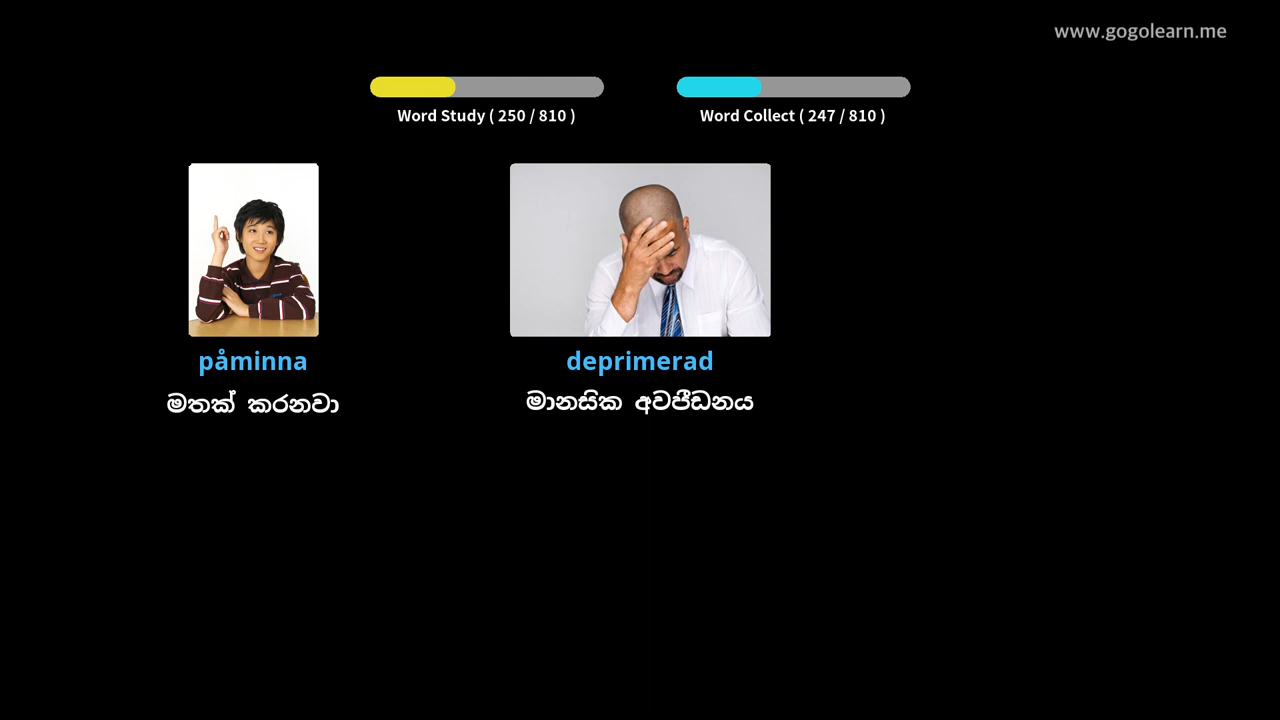 www.gogolearn.me
Word Study ( 250 / 810 )
Word Collect ( 247 / 810 )
påminna
deprimerad
මතක් කරනවා
මානසික අවපීඩනය